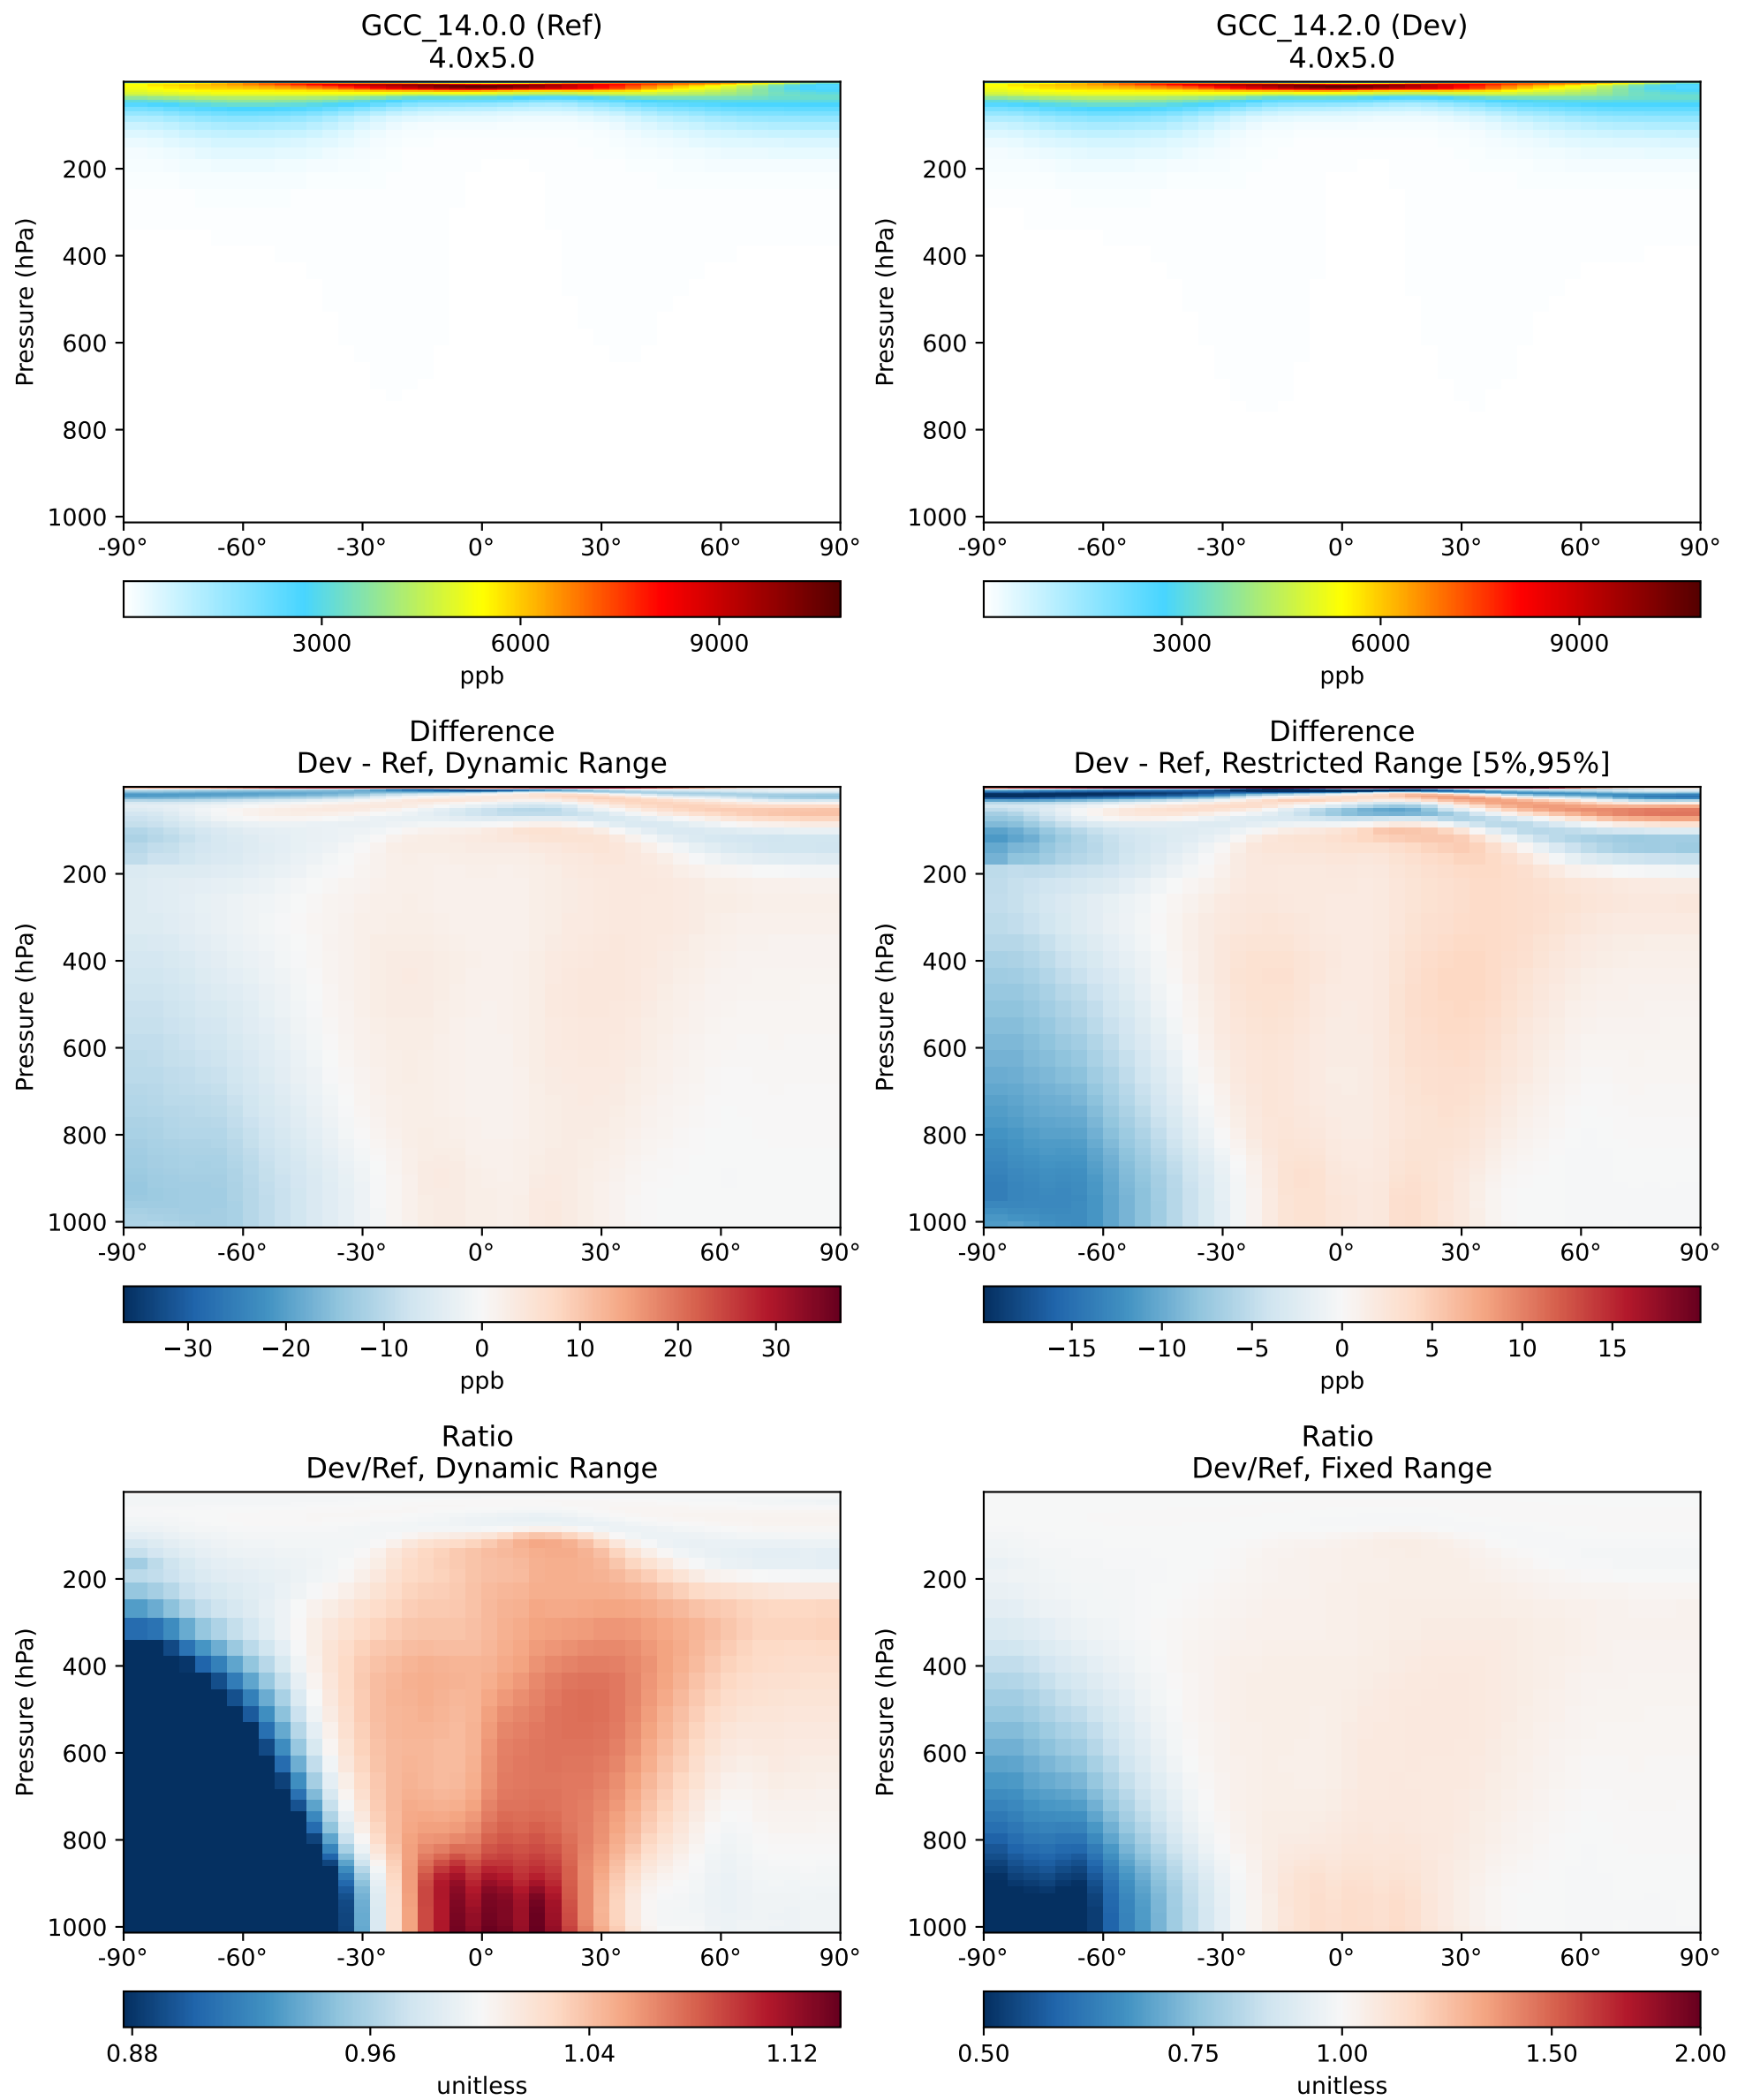 GCC_14.0.0 (Ref)
4.0x5.0
Pressure (hPa)
200
400
600
800
1000
-90° -60° -30° 0° 30° 60° 90°
3000 6000 9000
ppb
GCC_14.2.0 (Dev)
4.0x5.0
Pressure (hPa)
200
400
600
800
1000
-90° -60° -30° 0° 30° 60° 90°
3000 6000 9000
ppb
Difference
Dev - Ref, Dynamic Range
Pressure (hPa)
200
400
600
800
1000
-90° -60° -30° 0° 30° 60° 90°
−30 −20 −10 0 10 20 30
ppb
Difference
Dev - Ref, Restricted Range [5%,95%]
Pressure (hPa)
200
400
600
800
1000
-90° -60° -30° 0° 30° 60° 90°
−15 −10 −5 0 5 10 15
ppb
Ratio
Dev/Ref, Dynamic Range
Pressure (hPa)
200
400
600
800
1000
-90° -60° -30° 0° 30° 60° 90°
0.88 0.96 1.04 1.12
unitless
Ratio
Dev/Ref, Fixed Range
Pressure (hPa)
200
400
600
800
1000
-90° -60° -30° 0° 30° 60° 90°
0.50 0.75 1.00 1.50 2.00
unitless